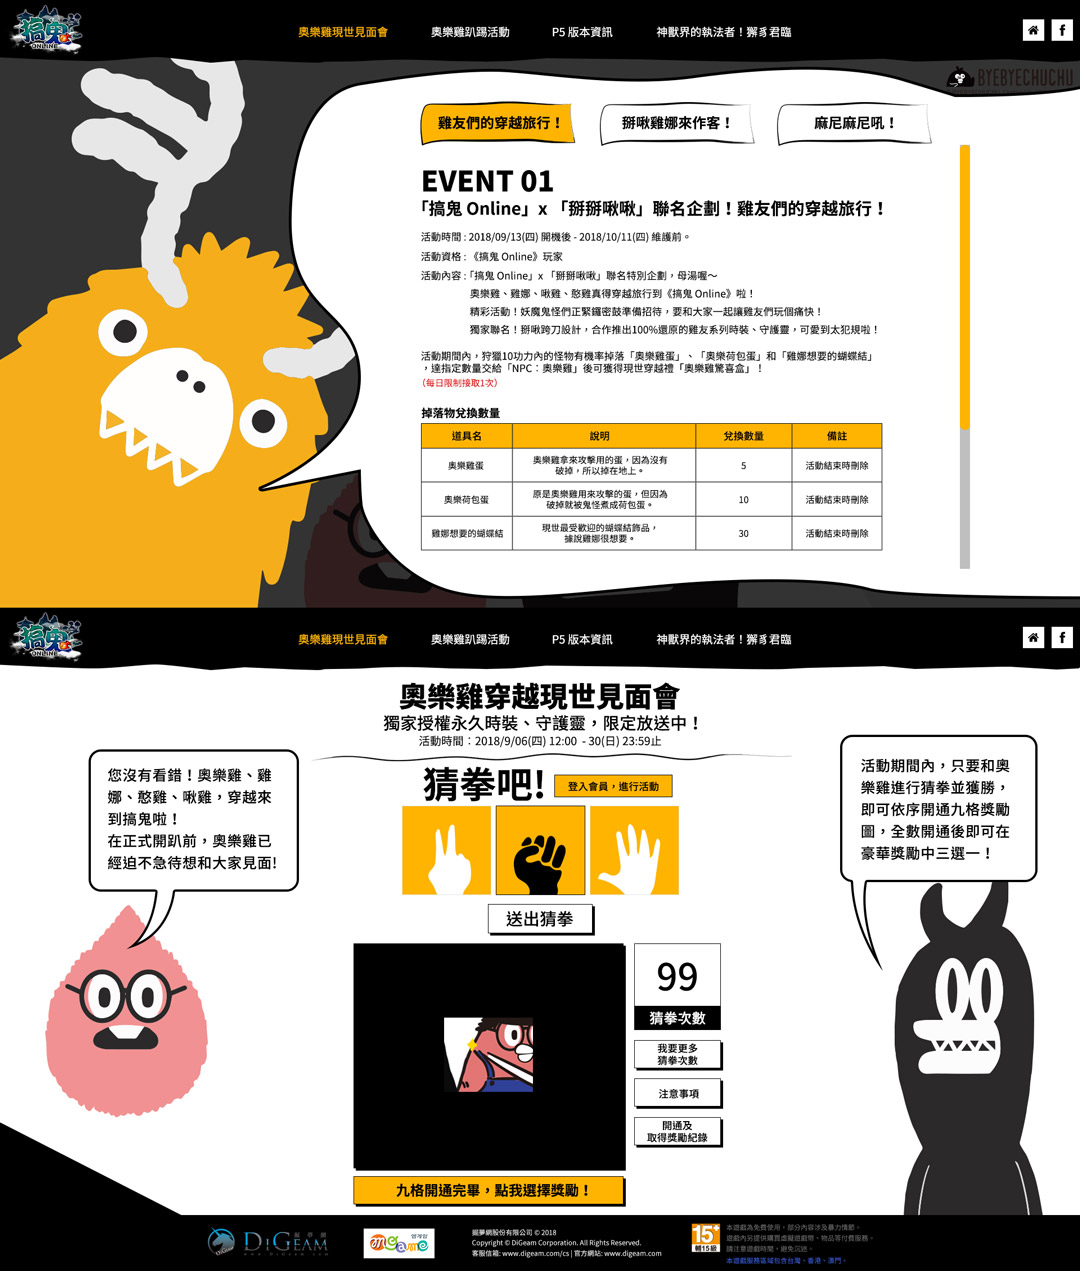 搞鬼
ONLINE
奧樂雞現世見面會
奧樂雞趴踢活動
P5 版本資訊
神獸界的執法者！獬豸君臨
f
BYEBYECHUCHU
雞友們的穿越旅行！
掰啾雞娜來作客！
麻尼麻尼吼！
EVENT 01
「搞鬼 Online」x 「掰掰啾啾」聯名企劃！雞友們的穿越旅行！
活動時間 : 2018/09/13(四) 開機後 - 2018/10/11(四) 維護前。
活動資格 : 《搞鬼 Online》玩家
活動內容 : 「搞鬼 Online」x 「掰掰啾啾」聯名特別企劃，母湯喔～
奧樂雞、雞娜、啾雞、憨雞真得穿越旅行到《搞鬼 Online》啦！
精彩活動！妖魔鬼怪們正緊鑼密鼓準備招待，要和大家一起讓雞友們玩個痛快！
獨家聯名！掰啾跨刀設計，合作推出100%還原的雞友系列時裝、守護靈，可愛到太犯規啦！
活動期間內，狩獵10功力內的怪物有機率掉落「奧樂雞蛋」、「奧樂荷包蛋」和「雞娜想要的蝴蝶結」
，達指定數量交給「NPC：奧樂雞」後可獲得現世穿越禮「奧樂雞驚喜盒」！
（每日限制接取1次）
掉落物兌換數量
道具名 說明 兌換數量 備註
奧樂雞蛋 奧樂雞拿來攻擊用的蛋，因為沒有 5 活動結束時刪除
破掉，所以掉在地上。
奧樂荷包蛋 原是奧樂雞用來攻擊的蛋，但因為 10 活動結束時刪除
破掉就被鬼怪煮成荷包蛋。
雞娜想要的蝴蝶結 現世最受歡迎的蝴蝶結飾品， 30 活動結束時刪除
據說雞娜很想要。
搞鬼
ONLINE
奧樂雞現世見面會
奧樂雞趴踢活動
P5 版本資訊
神獸界的執法者！獬豸君臨
f
奧樂雞穿越現世見面會
獨家授權永久時裝、守護靈，限定放送中！
活動時間：2018/9/06(四) 12:00 - 30(日) 23:59止
您沒有看錯！奧樂雞、雞
娜、憨雞、啾雞，穿越來
到搞鬼啦！
在正式開趴前，奧樂雞已
經迫不急待想和大家見面!
猜拳吧!
登入會員，進行活動
活動期間內，只要和奧
樂雞進行猜拳並獲勝，
即可依序開通九格獎勵
圖，全數開通後即可在
豪華獎勵中三選一！
送出猜拳
99
猜拳次數
我要更多
猜拳次數
注意事項
開通及
取得獎勵紀錄
九格開通完畢，點我選擇獎勵！
掘夢網
DIGEAM
www.DiGeam.com
엠게임
mgame
掘夢網股份有限公司 © 2018
Copyright © DiGeam Corporation. All Rights Reserved.
客服信箱: www.digeam.com/cs | 官方網站: www.digeam.com
15+
輔15級
本遊戲為免費使用，部分內容涉及暴力情節。
遊戲內另提供購買虛擬遊戲幣、物品等付費服務。
請注意遊戲時間，避免沉迷。
本遊戲服務區域包含台灣、香港、澳門。